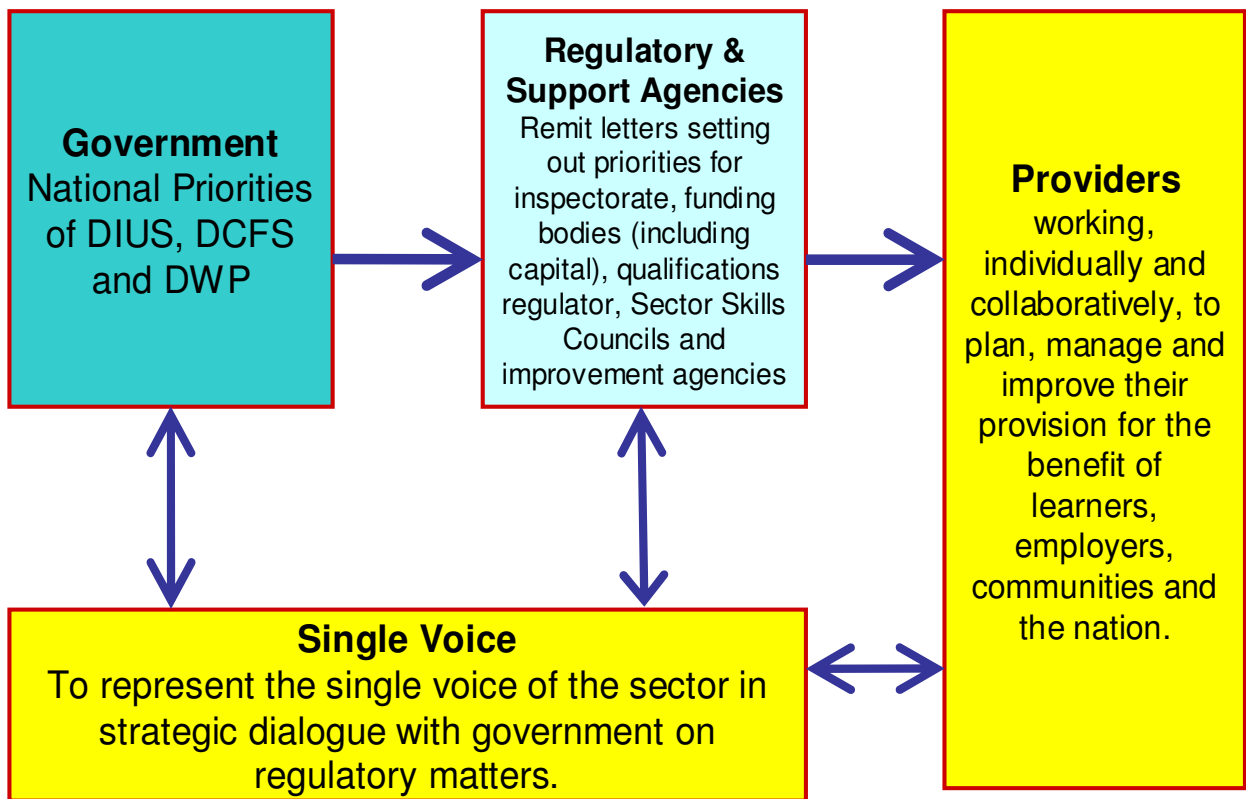 Government
National Priorities
of DIUS, DCFS
and DWP
Regulatory &
Support Agencies
Remit letters setting
out priorities for
inspectorate, funding
bodies (including
capital), qualifications
regulator, Sector Skills
Councils and
improvement agencies
Providers
working,
individually and
collaboratively, to
plan, manage and
improve their
provision for the
benefit of
learners,
employers,
communities and
the nation.
Single Voice
To represent the single voice of the sector in
strategic dialogue with government on
regulatory matters.